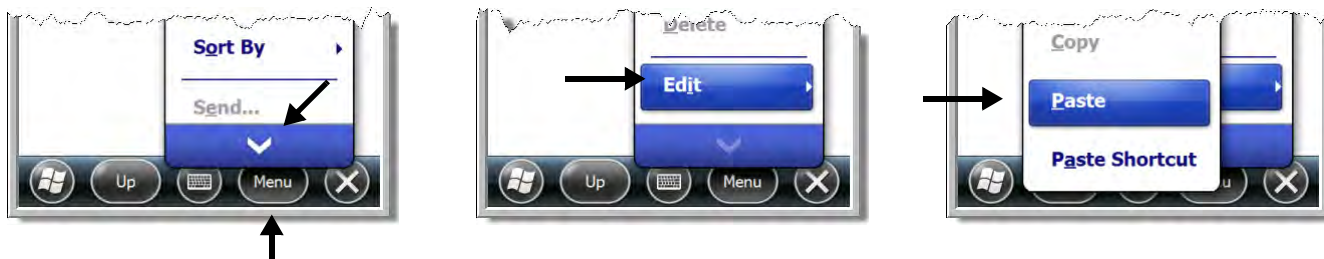 Sort By
Send...
Up
Menu
Delete
Edit
Up
Menu
Copy
Paste
Paste Shortcut
u